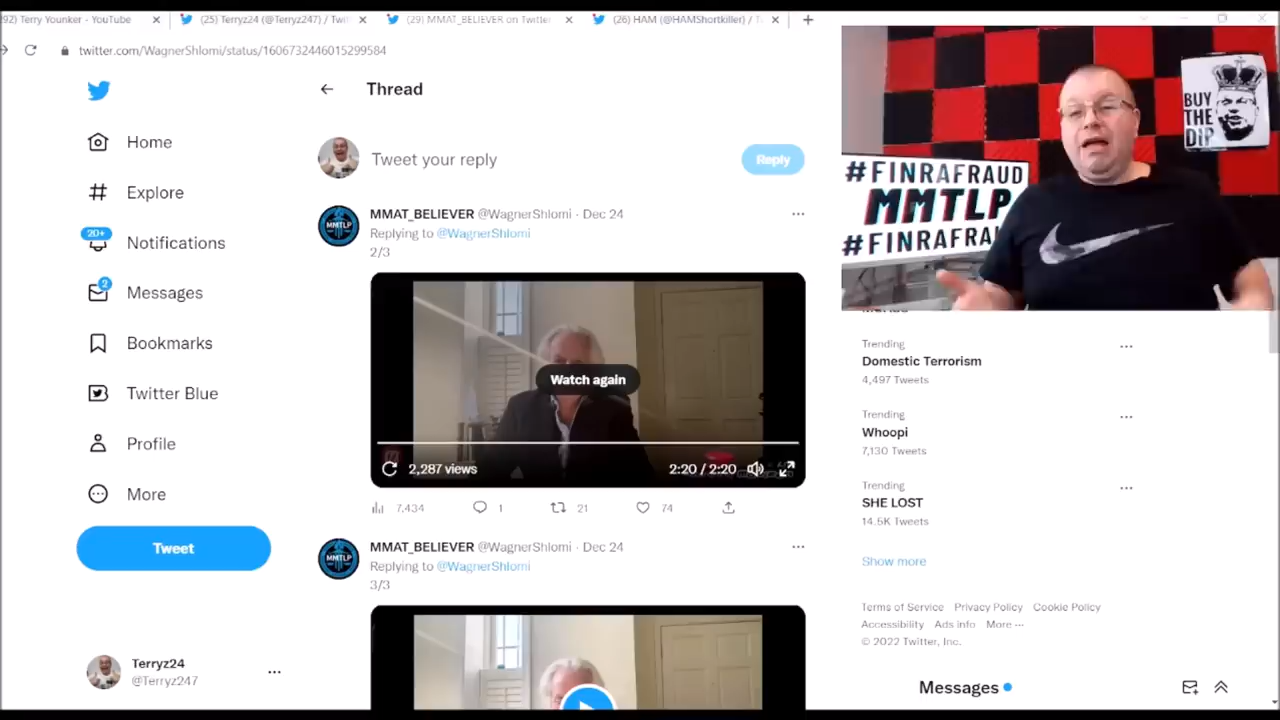 292) Terry Younker - YouTube
(25) Terryz24 (@Terryz247) / Twi
(29) MMAT_BELIEVER on Twitter
(26) HAM (@HAMShortkiller) / T
twitter.com/WagnerShlomi/status/1606732446015299584
Thread
Home
Explore
20+
Notifications
2
Messages
Bookmarks
Twitter Blue
Profile
More
Tweet
Terryz24
@Terryz247
Tweet your reply
Reply
MMAT_BELIEVER @WagnerShlomi · Dec 24
Replying to @WagnerShlomi
2/3
MMTLP
Watch again
2,287 views
2:20 / 2:20
7,434
1
21
74
MMAT_BELIEVER @WagnerShlomi · Dec 24
Replying to @WagnerShlomi
3/3
MMTLP
#FINRAFRAUD
MMTLP
#FINRAFRA
BUY
THE
DIP
Trending
Domestic Terrorism
4,497 Tweets
Trending
Whoopi
7,130 Tweets
Trending
SHE LOST
14.5K Tweets
Show more
Terms of Service Privacy Policy Cookie Policy
Accessibility Ads info More ···
© 2022 Twitter, Inc.
Messages